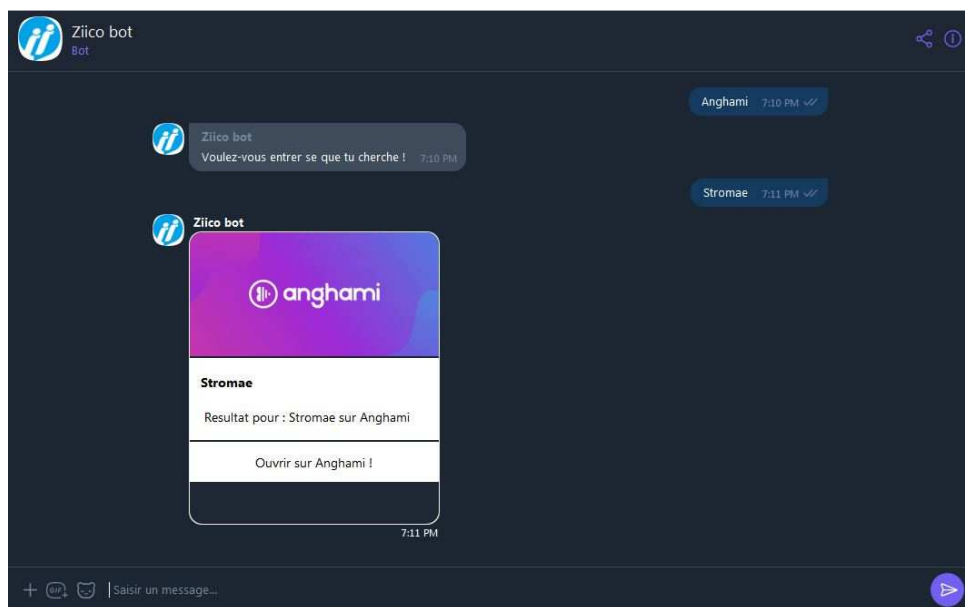 Ziico bot
Bot
Anghami 7:10 PM
Ziico bot
Voulez-vous entrer se que tu cherche ! 7:10 PM
Stromae 7:11 PM
Ziico bot
anghami
Stromae
Resultat pour : Stromae sur Anghami
Ouvrir sur Anghami !
7:11 PM
GIF Saisir un message...